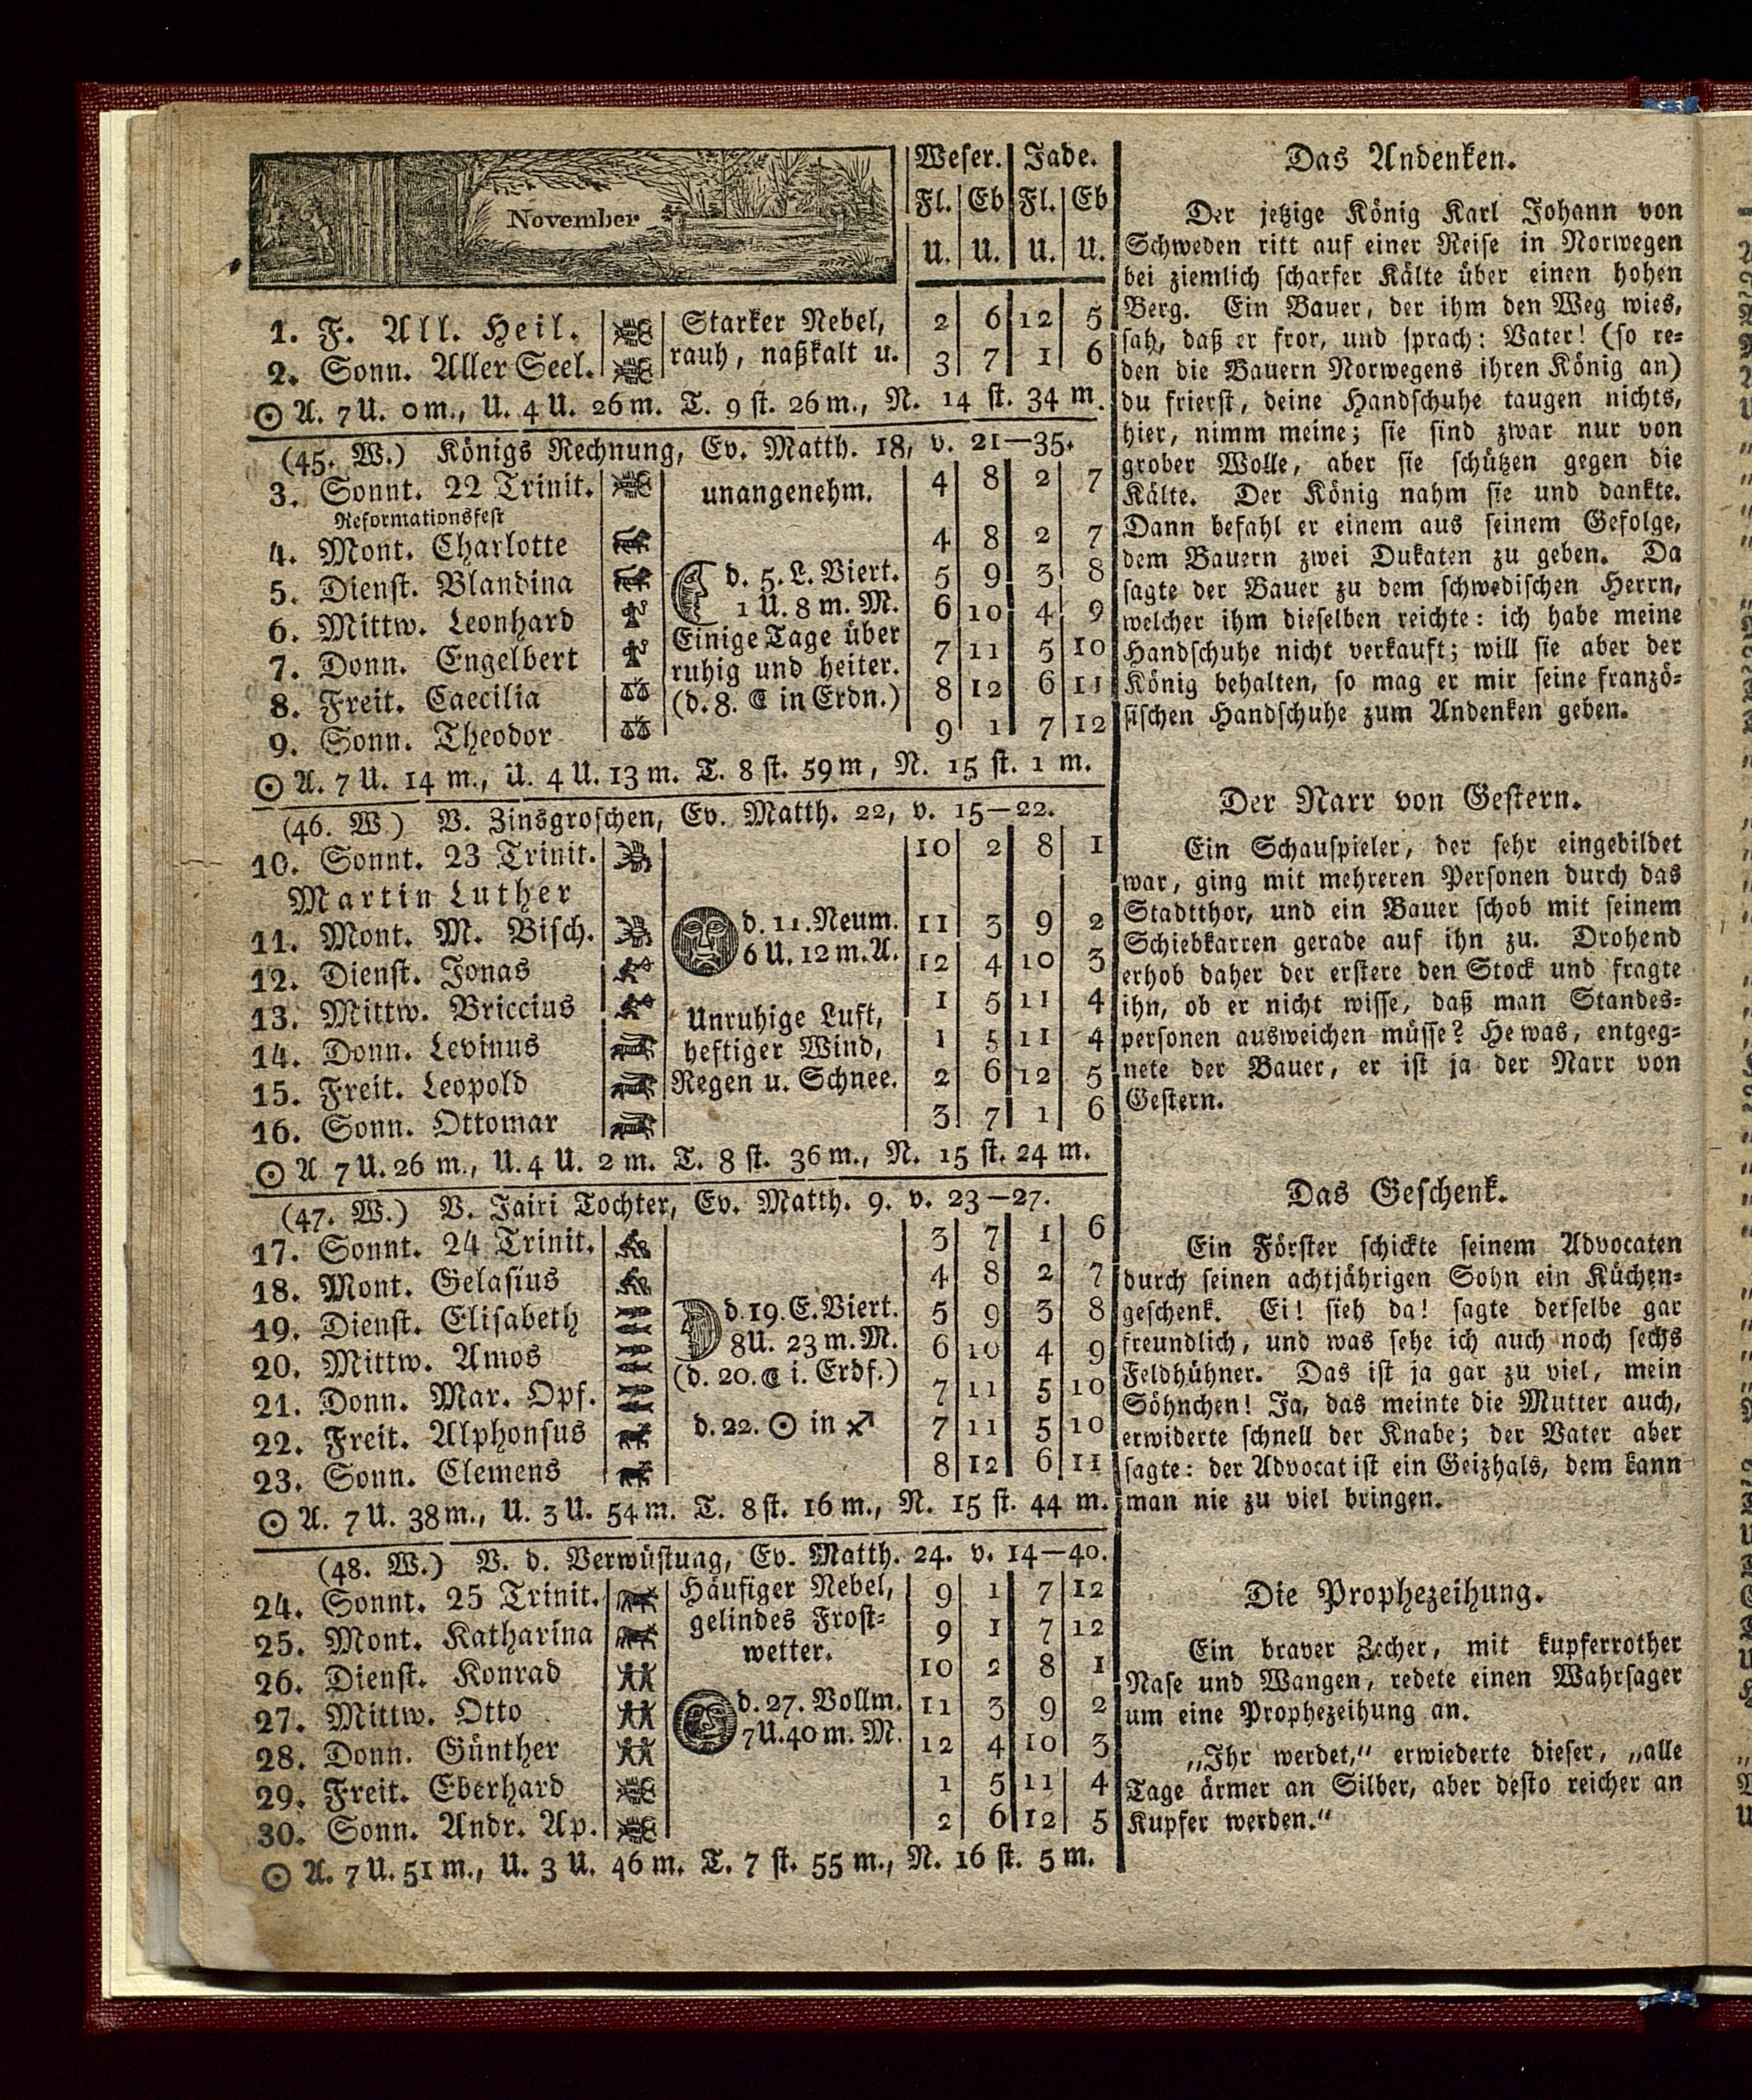 November
Weser. Jade.
Fl. Eb Fl. Eb
u. u. u. u.
1. F. All. Heil. Starker Nebel, 2 6 12 5
2. Sonn. Aller Seel. rauh, naßkalt u. 3 7 1 6
☉ A. 7 U. 0 m., U. 4 U. 26 m. T. 9 st. 26 m., N. 14 st. 34 m.
(45. W.) Königs Rechnung, Ev. Matth. 18, v. 21—35.
3. Sonnt. 22 Trinit. unangenehm. 4 8 2 7
Reformationsfest
4. Mont. Charlotte 4 8 2 7
5. Dienst. Blandina d. 5. L. Viert. 5 9 3 8
6. Mittw. Leonhard 1 U. 8 m. M. 6 10 4 9
7. Donn. Engelbert Einige Tage über 7 11 5 10
8. Freit. Caecilia ruhig und heiter. 8 12 6 11
9. Sonn. Theodor (d. 8. ☾ in Erdn.) 9 1 7 12
☉ A. 7 U. 14 m., U. 4 U. 13 m. T. 8 st. 59 m, N. 15 st. 1 m.
(46. W) V. Zinsgroschen, Ev. Matth. 22, v. 15—22.
10. Sonnt. 23 Trinit. 10 2 8 1
Martin Luther
11. Mont. M. Bisch. d. 11. Neum. 11 3 9 2
12. Dienst. Jonas 6 U. 12 m. A. 12 4 10 3
13. Mittw. Briccius Unruhige Luft, 1 5 11 4
14. Donn. Levinus heftiger Wind, 1 5 11 4
15. Freit. Leopold Regen u. Schnee. 2 6 12 5
16. Sonn. Ottomar 3 7 1 6
☉ A 7 U. 26 m., U. 4 U. 2 m. T. 8 st. 36 m., N. 15 st. 24 m.
(47. W.) V. Jairi Tochter, Ev. Matth. 9. v. 23—27.
17. Sonnt. 24 Trinit. 3 7 1 6
18. Mont. Gelasius 4 8 2 7
19. Dienst. Elisabeth d. 19. E. Viert. 5 9 3 8
20. Mittw. Amos 8 U. 23 m. M. 6 10 4 9
21. Donn. Mar. Opf. (d. 20. ☾ i. Erdf.) 7 11 5 10
22. Freit. Alphonsus d. 22. ☉ in ♐ 7 11 5 10
23. Sonn. Clemens 8 12 6 11
☉ A. 7 U. 38 m., U. 3 U. 54 m. T. 8 st. 16 m., N. 15 st. 44 m.
(48. W.) V. d. Verwüstung, Ev. Matth. 24. v. 14—40.
24. Sonnt. 25 Trinit. Häufiger Nebel, 9 1 7 12
25. Mont. Katharina gelindes Frost= 9 1 7 12
26. Dienst. Konrad wetter. 10 2 8 1
27. Mittw. Otto d. 27. Vollm. 11 3 9 2
28. Donn. Günther 7 U. 40 m. M. 12 4 10 3
29. Freit. Eberhard 1 5 11 4
30. Sonn. Andr. Ap. 2 6 12 5
☉ A. 7 U. 51 m., U. 3 U. 46 m. T. 7 st. 55 m., N. 16 st. 5 m.
Das Andenken.
Der jetzige König Karl Johann von
Schweden ritt auf einer Reise in Norwegen
bei ziemlich scharfer Kälte über einen hohen
Berg. Ein Bauer, der ihm den Weg wies,
sah, daß er fror, und sprach: Vater! (so re=
den die Bauern Norwegens ihren König an)
du frierst, deine Handschuhe taugen nichts,
hier, nimm meine; sie sind zwar nur von
grober Wolle, aber sie schützen gegen die
Kälte. Der König nahm sie und dankte.
Dann befahl er einem aus seinem Gefolge,
dem Bauern zwei Dukaten zu geben. Da
sagte der Bauer zu dem schwedischen Herrn,
welcher ihm dieselben reichte: ich habe meine
Handschuhe nicht verkauft; will sie aber der
König behalten, so mag er mir seine franzö=
sischen Handschuhe zum Andenken geben.
Der Narr von Gestern.
Ein Schauspieler, der sehr eingebildet
war, ging mit mehreren Personen durch das
Stadtthor, und ein Bauer schob mit seinem
Schiebkarren gerade auf ihn zu. Drohend
erhob daher der erstere den Stock und fragte
ihn, ob er nicht wisse, daß man Standes=
personen ausweichen müsse? He was, entgeg=
nete der Bauer, er ist ja der Narr von
Gestern.
Das Geschenk.
Ein Förster schickte seinem Advocaten
durch seinen achtjährigen Sohn ein Küchen=
geschenk. Ei! sieh da! sagte derselbe gar
freundlich, und was sehe ich auch noch sechs
Feldhühner. Das ist ja gar zu viel, mein
Söhnchen! Ja, das meinte die Mutter auch,
erwiderte schnell der Knabe; der Vater aber
sagte: der Advocat ist ein Geizhals, dem kann
man nie zu viel bringen.
Die Prophezeihung.
Ein braver Zecher, mit kupferrother
Nase und Wangen, redete einen Wahrsager
um eine Prophezeihung an.
„Ihr werdet,“ erwiederte dieser, „alle
Tage ärmer an Silber, aber desto reicher an
Kupfer werden.“